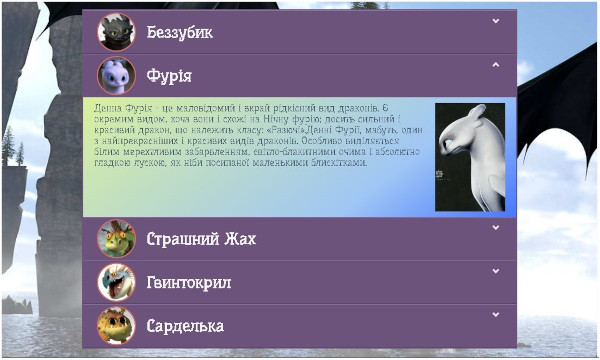 Беззубик
Фурія
Денна Фурія - це маловідомий і вкрай рідкісний вид драконів. Є
окремим видом, хоча вони і схожі на Нічну фурію; досить сильний і
красивий дракон, що належить класу: «Разючі».Денні Фурії, мабуть, один
з найпрекрасніших і красивих видів драконів. Особливо виділяється
білим мерехтливим забарвленням, світло-блакитними очима і абсолютно
гладкою лускою, як ніби посипаної маленькими блискітками.
Страшний Жах
Гвинтокрил
Сарделька